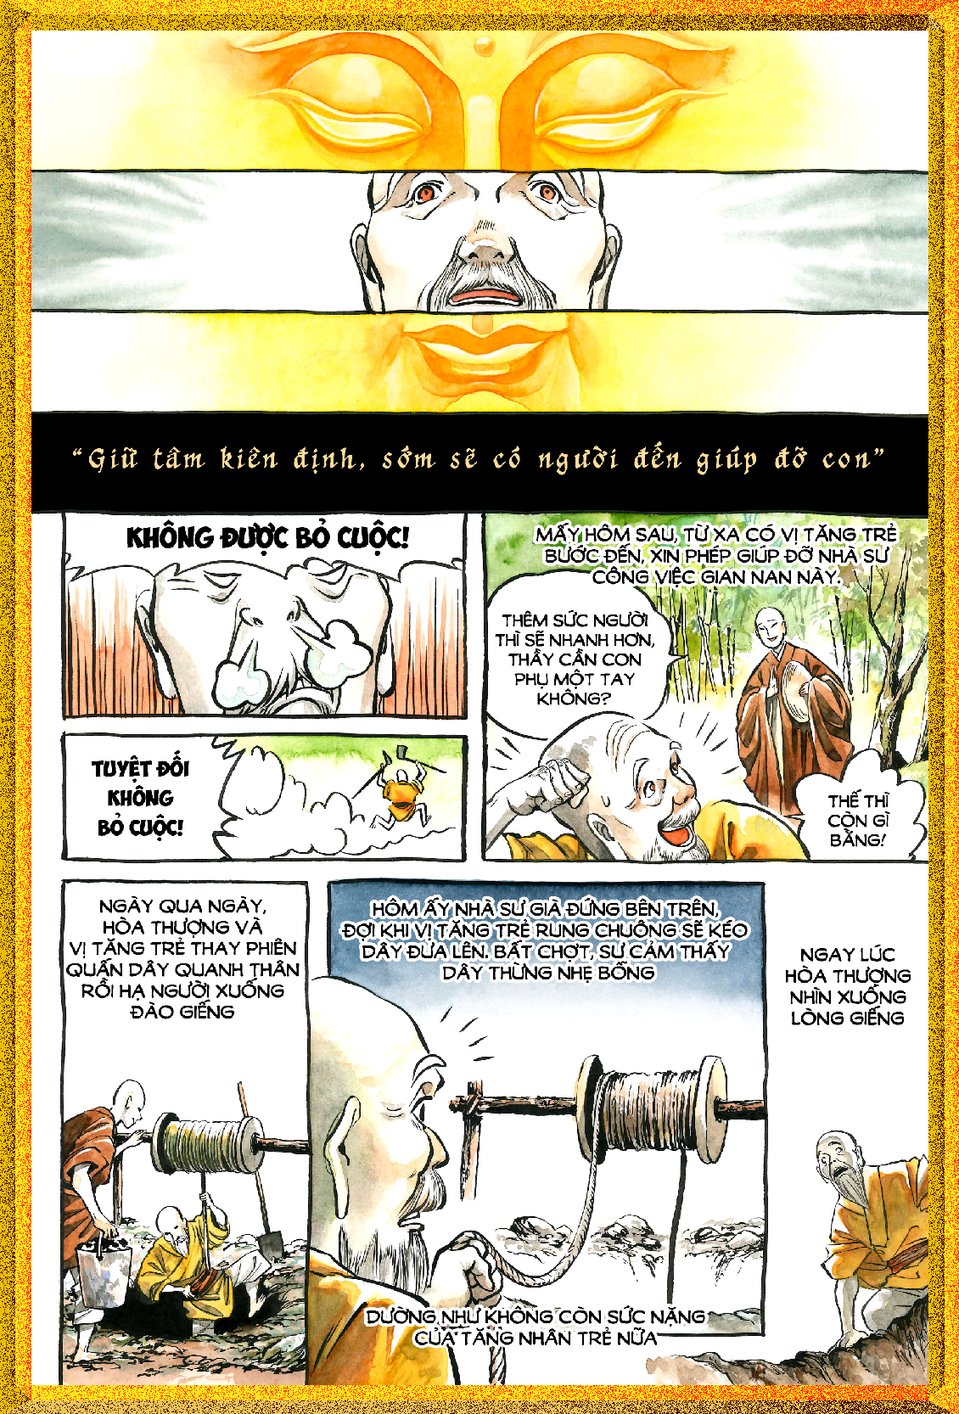 “Giữ tâm kiên định, sớm sẽ có người đến giúp đỡ con”
KHÔNG ĐƯỢC BỎ CUỘC!
MẤY HÔM SAU, TỪ XA CÓ VỊ TĂNG TRẺ
BƯỚC ĐẾN, XIN PHÉP GIÚP ĐỠ NHÀ SƯ
CÔNG VIỆC GIAN NAN NÀY.
THÊM SỨC NGƯỜI
THÌ SẼ NHANH HƠN,
THẦY CẦN CON
PHỤ MỘT TAY
KHÔNG?
THẾ THÌ
CÒN GÌ
BẰNG!
TUYỆT ĐỐI
KHÔNG
BỎ CUỘC!
NGÀY QUA NGÀY,
HÒA THƯỢNG VÀ
VỊ TĂNG TRẺ THAY PHIÊN
QUẤN DÂY QUANH THÂN
RỒI HẠ NGƯỜI XUỐNG
ĐÀO GIẾNG
HÔM ẤY NHÀ SƯ GIÀ ĐỨNG BÊN TRÊN,
ĐỢI KHI VỊ TĂNG TRẺ RUNG CHUÔNG SẼ KÉO
DÂY ĐƯA LÊN. BẤT CHỢT, SƯ CẢM THẤY
DÂY THỪNG NHẸ BỖNG
DƯỜNG NHƯ KHÔNG CÒN SỨC NẶNG
CỦA TĂNG NHÂN TRẺ NỮA
NGAY LÚC
HÒA THƯỢNG
NHÌN XUỐNG
LÒNG GIẾNG